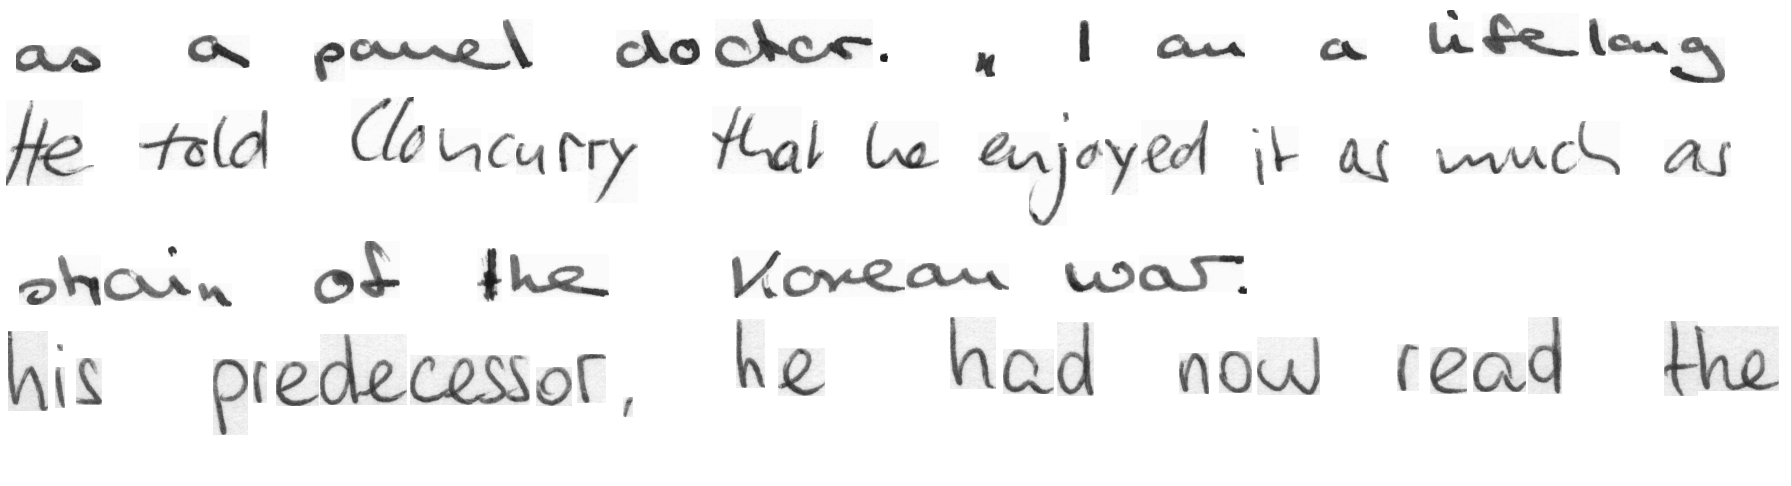 as a panel doctor. " I am a lifelong
He told Cloncurry that he enjoyed it as much as
strain of the Korean war.
his predecessor, he had now read the